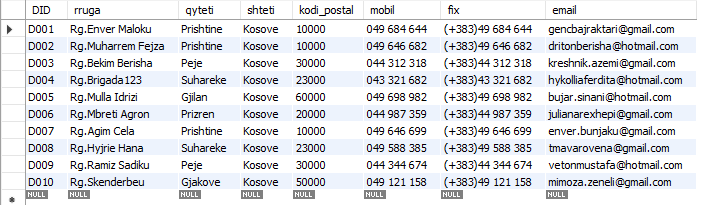 DID rruga qyteti shteti kodi_postal mobil fix email
D001 Rg.Enver Maloku Prishtine Kosove 10000 049 684 644 (+383)49 684 644 gencbajraktari@gmail.com
D002 Rg.Muharrem Fejza Prishtine Kosove 10000 049 646 682 (+383)49 646 682 dritonberisha@hotmail.com
D003 Rg.Bekim Berisha Peje Kosove 30000 044 312 318 (+383)44 312 318 kreshnik.azemi@gmail.com
D004 Rg.Brigada123 Suhareke Kosove 23000 043 321 682 (+383)43 321 682 hykolliaferdita@hotmail.com
D005 Rg.Mulla Idrizi Gjilan Kosove 60000 049 698 982 (+383)49 698 982 bujar.sinani@hotmail.com
D006 Rg.Mbreti Agron Prizren Kosove 20000 044 987 359 (+383)44 987 359 julianarexhepi@gmail.com
D007 Rg.Agim Cela Prishtine Kosove 10000 049 646 699 (+383)49 646 699 enver.bunjaku@gmail.com
D008 Rg.Hyjrie Hana Suhareke Kosove 23000 049 588 385 (+383)49 588 385 tmavarovena@gmail.com
D009 Rg.Ramiz Sadiku Peje Kosove 30000 044 344 674 (+383)44 344 674 vetonmustafa@hotmail.com
D010 Rg.Skenderbeu Gjakove Kosove 50000 049 121 158 (+383)49 121 158 mimoza.zeneli@gmail.com
NULL NULL NULL NULL NULL NULL NULL NULL